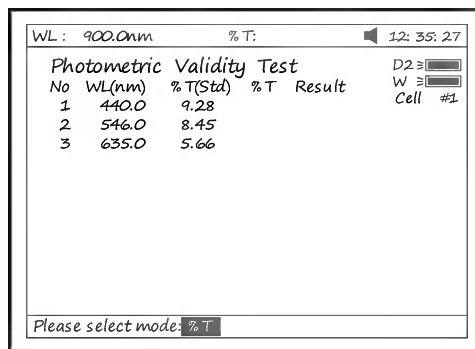 WL: 900.0nm %T: 12:35:27
Photometric Validity Test D2
No WL(nm) %T(Std) %T Result W
1 440.0 9.28 Cell #1
2 546.0 8.45
3 635.0 5.66
Please select mode: %T